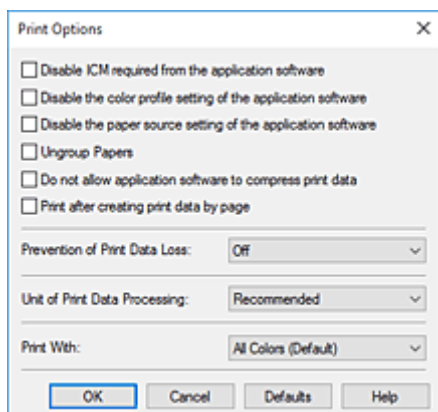 Print Options
Disable ICM required from the application software
Disable the color profile setting of the application software
Disable the paper source setting of the application software
Ungroup Papers
Do not allow application software to compress print data
Print after creating print data by page
Prevention of Print Data Loss: Off
Unit of Print Data Processing: Recommended
Print With: All Colors (Default)
OK Cancel Defaults Help